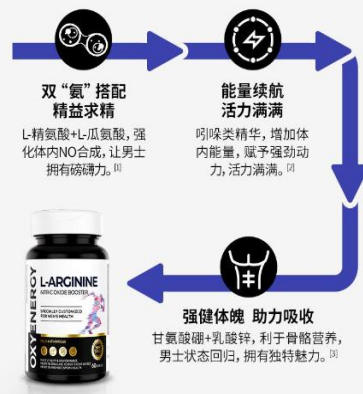 双“氨”搭配
精益求精
L-精氨酸+L-瓜氨酸，强
化体内NO合成，让男士
拥有磅礴力。[1]
能量续航
活力满满
吲哚类精华，增加体
内能量，赋予强劲动
力，活力满满。[2]
强健体魄 助力吸收
甘氨酸硼+乳酸锌，利于骨骼营养，
男士状态回归，拥有独特魅力。[3]
OXYENERGY
L-ARGININE
NITRIC OXIDE BOOSTER
SPECIALLY CUSTOMIZED
FOR MEN'S HEALTH